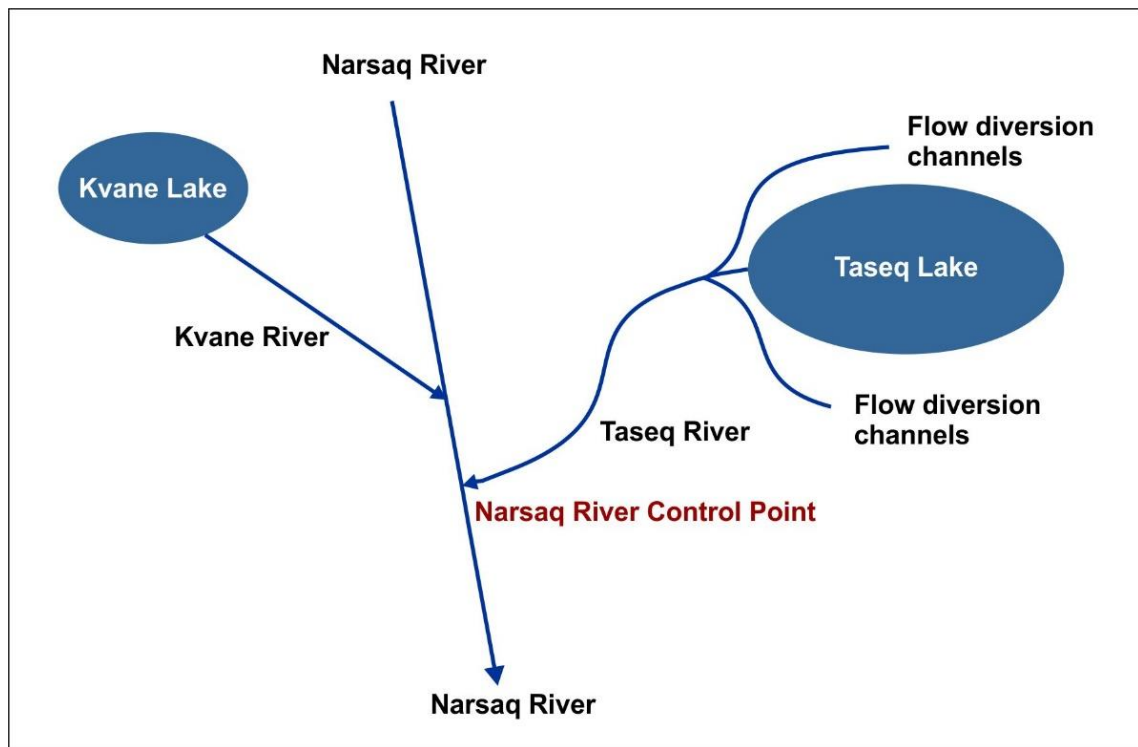 Narsaq River
Flow diversion
channels
Kvane Lake
Taseq Lake
Kvane River
Flow diversion
channels
Taseq River
Narsaq River Control Point
Narsaq River